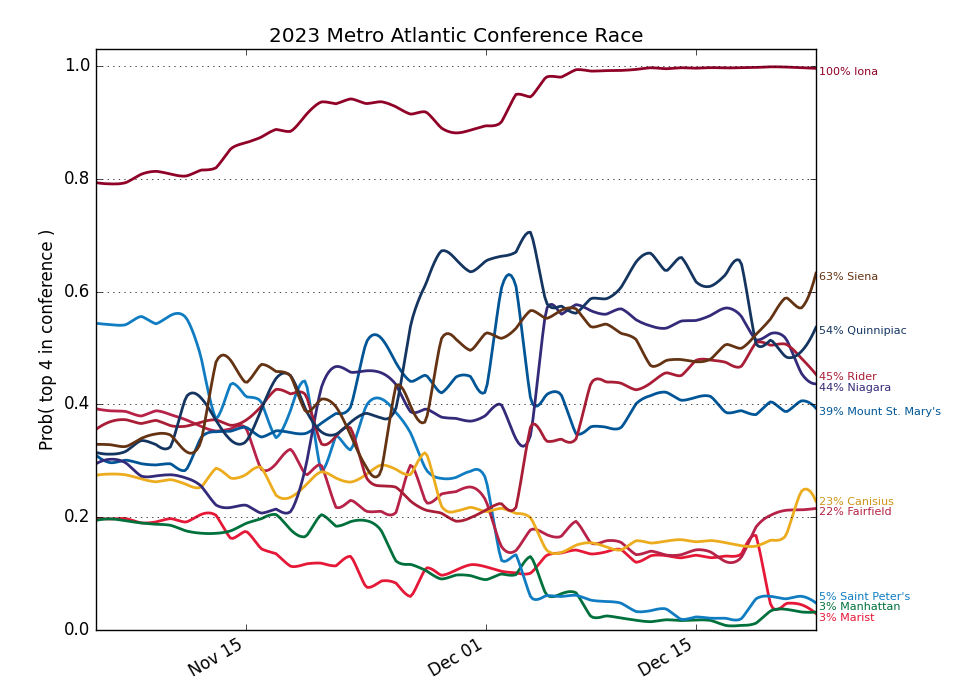 2023 Metro Atlantic Conference Race
Prob( top 4 in conference )
1.0
0.8
0.6
0.4
0.2
0.0
Nov 15
Dec 01
Dec 15
100% Iona
63% Siena
54% Quinnipiac
45% Rider
44% Niagara
39% Mount St. Mary's
23% Canisius
22% Fairfield
5% Saint Peter's
3% Manhattan
3% Marist